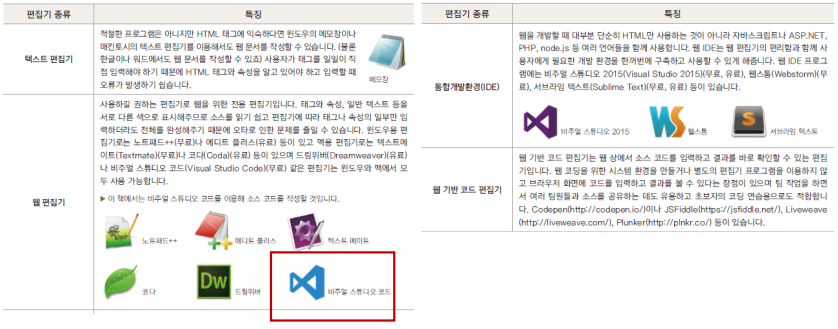 편집기 종류 특징
텍스트 편집기
적절한 프로그램은 아니지만 HTML 태그에 익숙하다면 윈도우의 메모장이나
매킨토시의 텍스트 편집기를 이용해서도 웹 문서를 작성할 수 있습니다. (물론
한글이나 워드에서도 웹 문서를 작성할 수 있죠) 사용자가 태그를 일일이 직
접 입력해야 하기 때문에 HTML 태그와 속성을 알고 있어야 하고 입력할 때
오류가 발생하기 쉽습니다.
메모장
웹 편집기
사용하길 권하는 편집기로 웹을 위한 전용 편집기입니다. 태그와 속성, 일반 텍스트 등을
서로 다른 색으로 표시해주므로 소스를 읽기 쉽고 편집기에 따라 태그나 속성의 일부만 입
력하더라도 전체를 완성해주기 때문에 오타로 인한 문제를 줄일 수 있습니다. 윈도우용 편
집기로는 노트패드++(무료)나 에디트 플러스(유료) 등이 있고 맥용 편집기로는 텍스트메
이트(Textmate)(무료)나 코다(Coda)(유료) 등이 있으며 드림위버(Dreamweaver)(유료)
나 비주얼 스튜디오 코드(Visual Studio Code)(무료) 같은 편집기는 윈도우와 맥에서 모
두 사용 가능합니다.
▶ 이 책에서는 비주얼 스튜디오 코드를 이용해 소스 코드를 작성할 것입니다.
노트패드++ 에디트 플러스 텍스트 메이트
코다 Dw 드림위버 비주얼 스튜디오 코드
편집기 종류 특징
통합개발환경(IDE)
웹을 개발할 때 대부분 단순히 HTML만 사용하는 것이 아니라 자바스크립트나 ASP.NET,
PHP, node.js 등 여러 언어들을 함께 사용합니다. 웹 IDE는 웹 편집기의 편리함과 함께 사
용자에게 필요한 개발 환경을 한꺼번에 구축하고 사용할 수 있게 해줍니다. 웹 IDE 프로그
램에는 비주얼 스튜디오 2015(Visual Studio 2015)(무료, 유료), 웹스톰(Webstorm)(무
료), 서브라임 텍스트(Sublime Text)(무료, 유료) 등이 있습니다.
비주얼 스튜디오 2015 WS 웹스톰 S 서브라임 텍스트
웹 기반 코드 편집기
웹 기반 코드 편집기는 웹 상에서 소스 코드를 입력하고 결과를 바로 확인할 수 있는 편집
기입니다. 웹 코딩을 위한 시스템 환경을 만들거나 별도의 편집기 프로그램을 이용하지 않
고 브라우저 화면에 코드를 입력하고 결과를 볼 수 있다는 장점이 있으며 팀 작업을 하면
서 여러 팀원들과 소스를 공유하는 데도 유용하고 초보자의 코딩 연습용으로도 적합합니
다. Codepen(http://codepen.io/)이나 JSFiddle(https://jsfiddle.net/), Liveweave
(http://liveweave.com/), Plunker(http://plnkr.co/) 등이 있습니다.